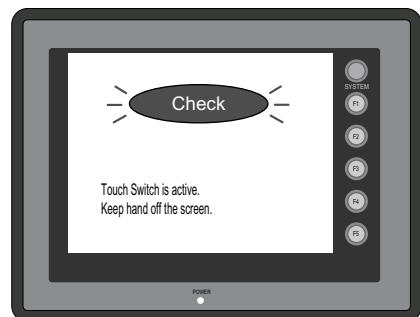 Check
SYSTEM
F1
F2
F3
Touch Switch is active.
Keep hand off the screen.
F4
F5
POWER